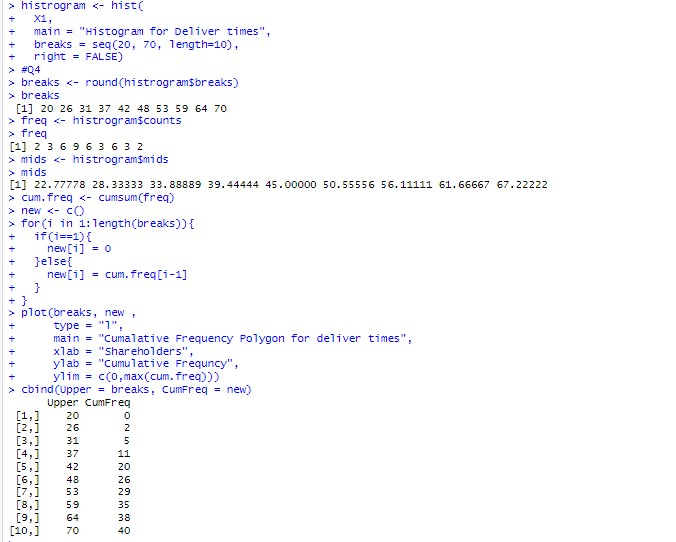 > histrogram <- hist(
+   X1,
+   main = "Histogram for Deliver times",
+   breaks = seq(20, 70, length=10),
+   right = FALSE)
> #Q4
> breaks <- round(histrogram$breaks)
> breaks
 [1] 20 26 31 37 42 48 53 59 64 70
> freq <- histrogram$counts
> freq
[1] 2 3 6 9 6 3 6 3 2
> mids <- histrogram$mids
> mids
[1] 22.77778 28.33333 33.88889 39.44444 45.00000 50.55556 56.11111 61.66667 67.22222
> cum.freq <- cumsum(freq)
> new <- c()
> for(i in 1:length(breaks)){
+   if(i==1){
+     new[i] = 0
+   }else{
+     new[i] = cum.freq[i-1]
+   }
+ }
> plot(breaks, new ,
+      type = "l",
+      main = "Cumalative Frequency Polygon for deliver times",
+      xlab = "Shareholders",
+      ylab = "Cumulative Frequncy",
+      ylim = c(0,max(cum.freq)))
> cbind(Upper = breaks, CumFreq = new)
      Upper CumFreq
 [1,]    20       0
 [2,]    26       2
 [3,]    31       5
 [4,]    37      11
 [5,]    42      20
 [6,]    48      26
 [7,]    53      29
 [8,]    59      35
 [9,]    64      38
[10,]    70      40